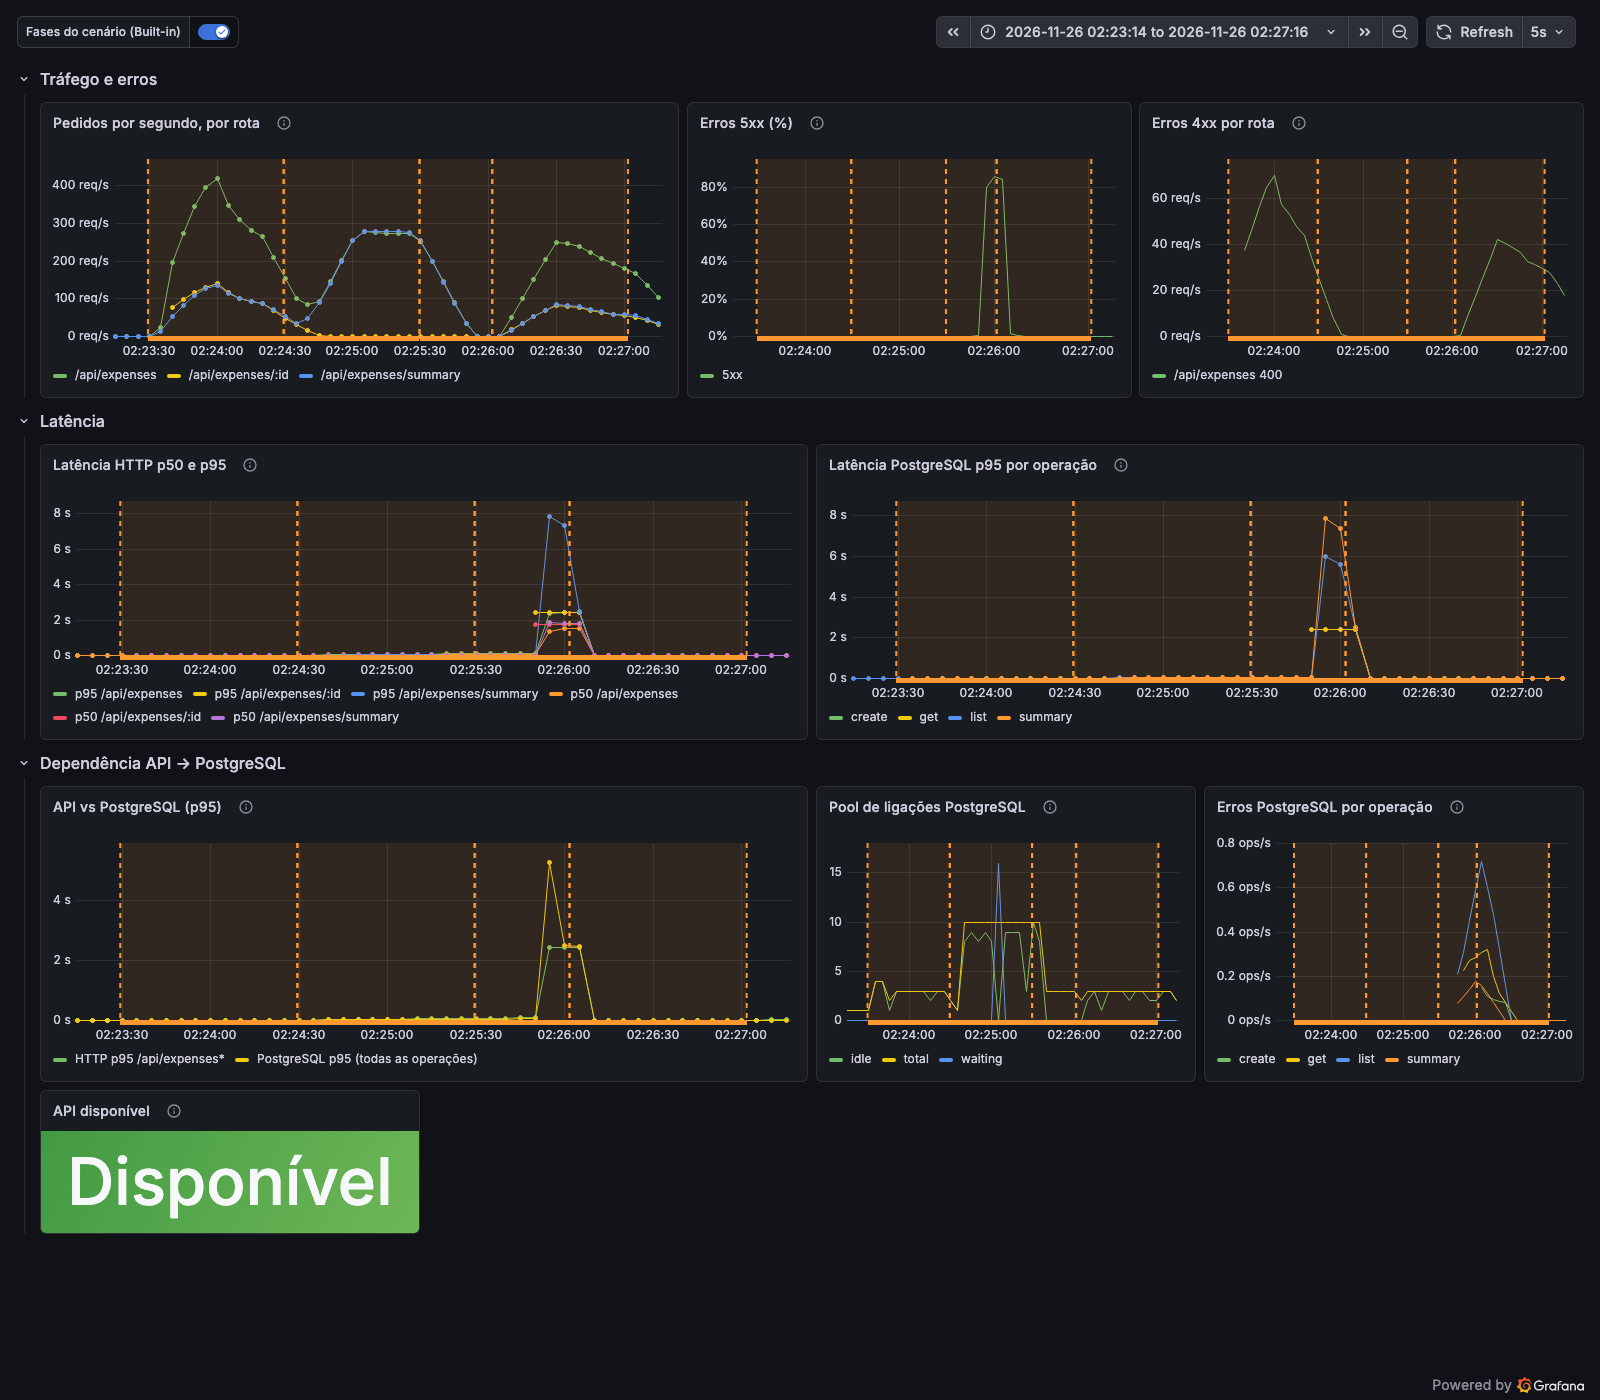 Fases do cenário (Built-in)
2026-11-26 02:23:14 to 2026-11-26 02:27:16
Refresh 5s
Tráfego e erros
Pedidos por segundo, por rota
400 req/s
300 req/s
200 req/s
100 req/s
0 req/s
02:23:30 02:24:00 02:24:30 02:25:00 02:25:30 02:26:00 02:26:30 02:27:00
/api/expenses /api/expenses/:id /api/expenses/summary
Erros 5xx (%)
80%
60%
40%
20%
0%
02:24:00 02:25:00 02:26:00 02:27:00
5xx
Erros 4xx por rota
60 req/s
40 req/s
20 req/s
0 req/s
02:24:00 02:25:00 02:26:00 02:27:00
/api/expenses 400
Latência
Latência HTTP p50 e p95
8 s
6 s
4 s
2 s
0 s
02:23:30 02:24:00 02:24:30 02:25:00 02:25:30 02:26:00 02:26:30 02:27:00
p95 /api/expenses p95 /api/expenses/:id p95 /api/expenses/summary p50 /api/expenses
p50 /api/expenses/:id p50 /api/expenses/summary
Latência PostgreSQL p95 por operação
8 s
6 s
4 s
2 s
0 s
02:23:30 02:24:00 02:24:30 02:25:00 02:25:30 02:26:00 02:26:30 02:27:00
create get list summary
Dependência API → PostgreSQL
API vs PostgreSQL (p95)
4 s
2 s
0 s
02:23:30 02:24:00 02:24:30 02:25:00 02:25:30 02:26:00 02:26:30 02:27:00
HTTP p95 /api/expenses* PostgreSQL p95 (todas as operações)
Pool de ligações PostgreSQL
15
10
5
0
02:24:00 02:25:00 02:26:00 02:27:00
idle total waiting
Erros PostgreSQL por operação
0.8 ops/s
0.6 ops/s
0.4 ops/s
0.2 ops/s
0 ops/s
02:24:00 02:25:00 02:26:00 02:27:00
create get list summary
API disponível
Disponível
Powered by Grafana